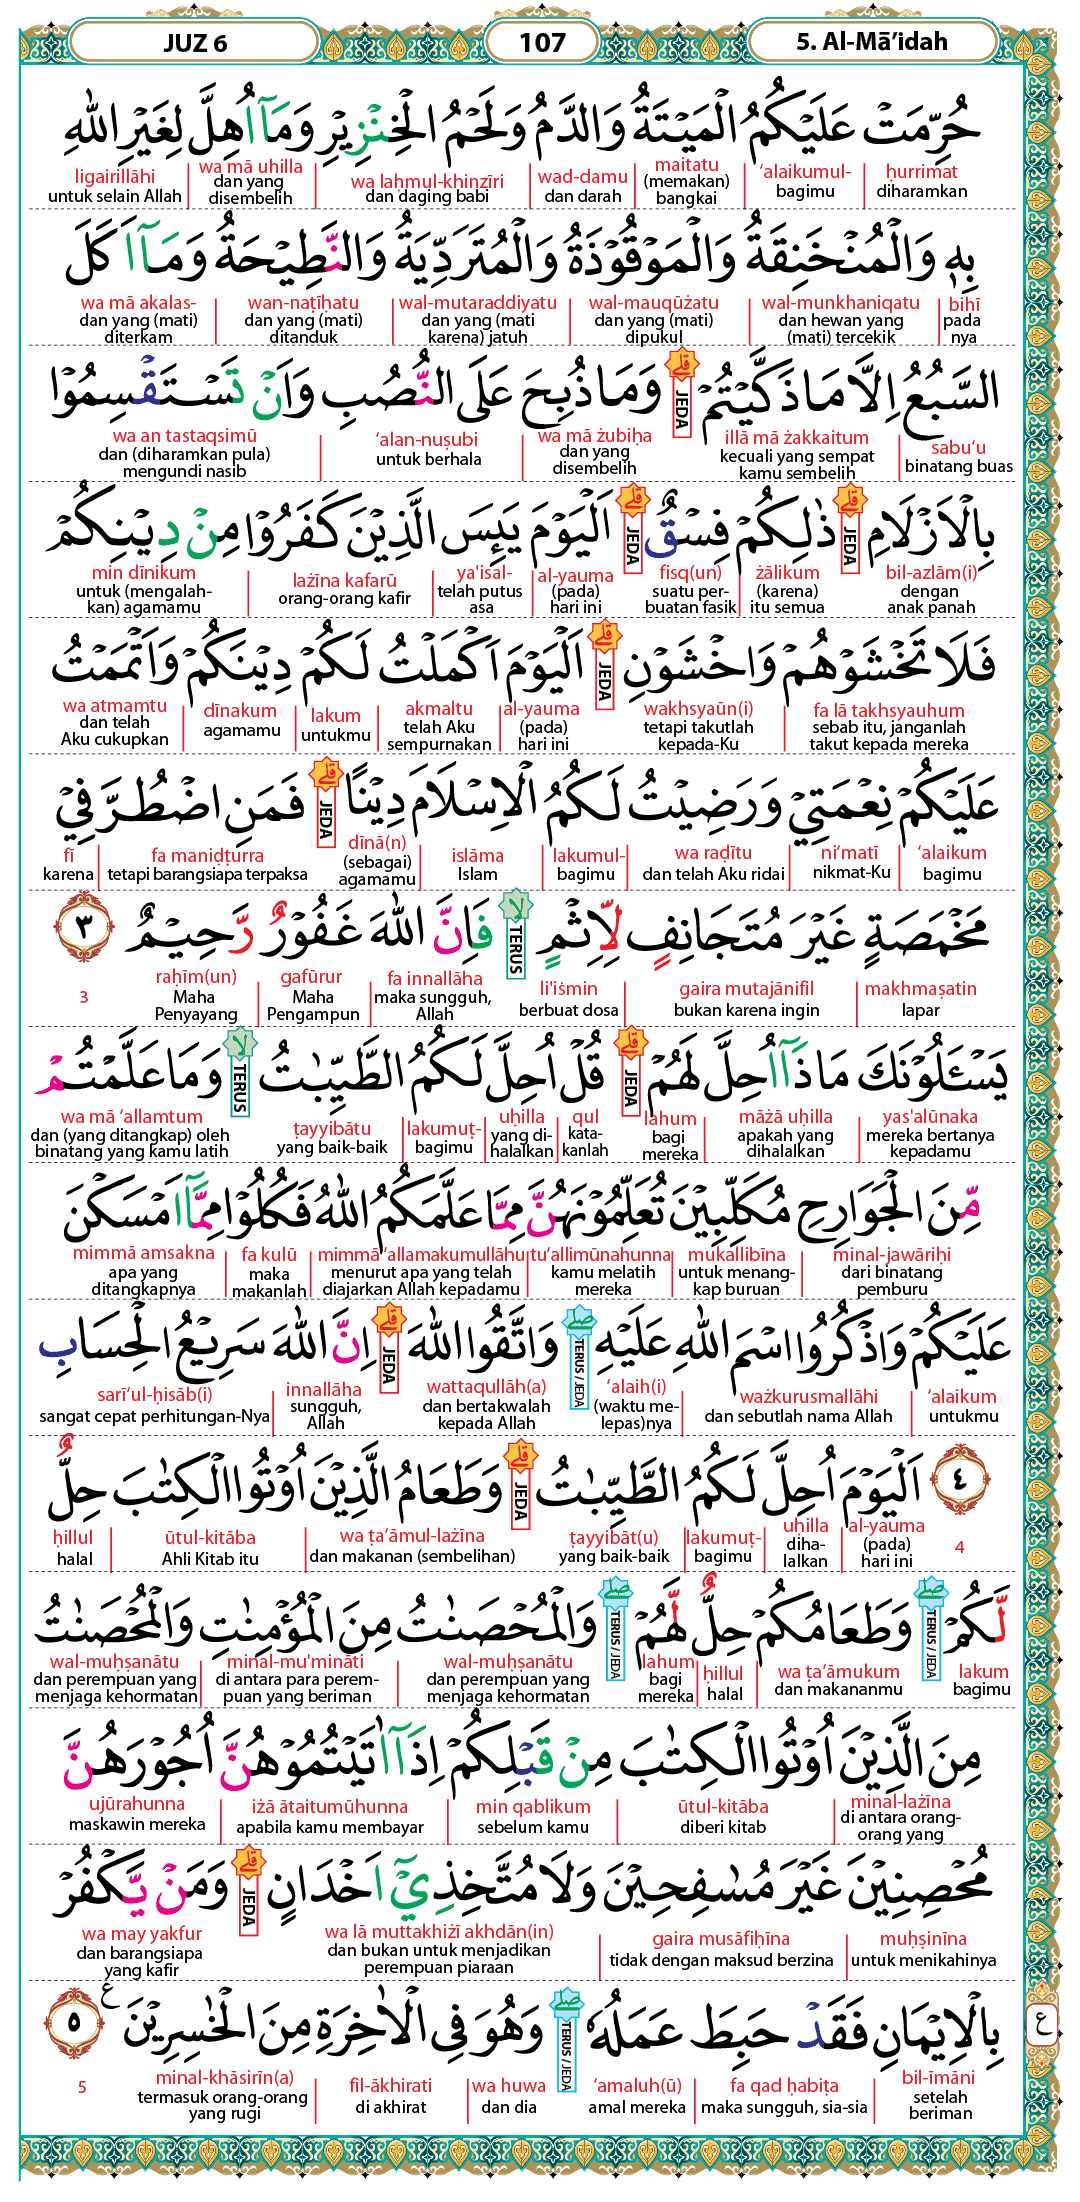 JUZ 6
107
5. Al-Mā’idah
حُرِّمَتْ عَلَيْكُمُ الْمَيْتَةُ وَالدَّمُ وَلَحْمُ الْخِنْزِيْرِ وَمَآ اُهِلَّ لِغَيْرِ اللّٰهِ
ḥurrimat
diharamkan
‘alaikumul-
bagimu
maitatu
(memakan)
bangkai
wad-damu
dan darah
wa laḥmul-khinzīri
dan daging babi
wa mā uhilla
dan yang
disembelih
ligairillāhi
untuk selain Allah
بِهٖ وَالْمُنْخَنِقَةُ وَالْمَوْقُوْذَةُ وَالْمُتَرَدِّيَةُ وَالنَّطِيْحَةُ وَمَآ اَكَلَ
bihī
pada
nya
wal-munkhaniqatu
dan hewan yang
(mati) tercekik
wal-mauqūżatu
dan yang (mati)
dipukul
wal-mutaraddiyatu
dan yang (mati
karena) jatuh
wan-naṭīḥatu
dan yang (mati)
ditanduk
wa mā akalas-
dan yang (mati)
diterkam
السَّبُعُ اِلَّا مَا ذَكَّيْتُمْۗ وَمَا ذُبِحَ عَلَى النُّصُبِ وَاَنْ تَسْتَقْسِمُوْا
JEDA
sabu‘u
binatang buas
illā mā żakkaitum
kecuali yang sempat
kamu sembelih
wa mā żubiḥa
dan yang
disembelih
‘alan-nuṣubi
untuk berhala
wa an tastaqsimū
dan (diharamkan pula)
mengundi nasib
بِالْاَزْلَامِۗ ذٰلِكُمْ فِسْقٌۗ اَلْيَوْمَ يَىِٕسَ الَّذِيْنَ كَفَرُوْا مِنْ دِيْنِكُمْ
JEDA
JEDA
bil-azlām(i)
dengan
anak panah
żālikum
(karena)
itu semua
fisq(un)
suatu per-
buatan fasik
al-yauma
(pada)
hari ini
ya'isal-
telah putus
asa
lażīna kafarū
orang-orang kafir
min dīnikum
untuk (mengalah-
kan) agamamu
فَلَا تَخْشَوْهُمْ وَاخْشَوْنِۗ اَلْيَوْمَ اَكْمَلْتُ لَكُمْ دِيْنَكُمْ وَاَتْمَمْتُ
JEDA
fa lā takhsyauhum
sebab itu, janganlah
takut kepada mereka
wakhsyaūn(i)
tetapi takutlah
kepada-Ku
al-yauma
(pada)
hari ini
akmaltu
telah Aku
sempurnakan
lakum
untukmu
dīnakum
agamamu
wa atmamtu
dan telah
Aku cukupkan
عَلَيْكُمْ نِعْمَتِيْ وَرَضِيْتُ لَكُمُ الْاِسْلَامَ دِيْنًاۗ فَمَنِ اضْطُرَّ فِيْ
JEDA
‘alaikum
bagimu
ni‘matī
nikmat-Ku
wa raḍītu
dan telah Aku ridai
lakumul-
bagimu
islāma
Islam
dīnā(n)
(sebagai)
agamamu
fa maniḍṭurra
tetapi barangsiapa terpaksa
fī
karena
مَخْمَصَةٍ غَيْرَ مُتَجَانِفٍ لِّاِثْمٍۙ فَاِنَّ اللّٰهَ غَفُوْرٌ رَّحِيْمٌ ٣
TERUS
makhmaṣatin
lapar
gaira mutajānifil
bukan karena ingin
li'iṡmin
berbuat dosa
fa innallāha
maka sungguh,
Allah
gafūrur
Maha
Pengampun
raḥīm(un)
Maha
Penyayang
3
يَسْـَٔلُوْنَكَ مَاذَآ اُحِلَّ لَهُمْۗ قُلْ اُحِلَّ لَكُمُ الطَّيِّبٰتُۙ وَمَا عَلَّمْتُمْ
JEDA
TERUS
yas'alūnaka
mereka bertanya
kepadamu
māżā uḥilla
apakah yang
dihalalkan
lahum
bagi
mereka
qul
kata-
kanlah
uḥilla
yang di-
halalkan
lakumuṭ-
bagimu
ṭayyibātu
yang baik-baik
wa mā ‘allamtum
dan (yang ditangkap) oleh
binatang yang kamu latih
مِّنَ الْجَوَارِحِ مُكَلِّبِيْنَ تُعَلِّمُوْنَهُنَّ مِمَّا عَلَّمَكُمُ اللّٰهُ فَكُلُوْا مِمَّآ اَمْسَكْنَ
minal-jawāriḥi
dari binatang
pemburu
mukallibīna
untuk menang-
kap buruan
tu‘allimūnahunna
kamu melatih
mereka
mimmā ‘allamakumullāhu
menurut apa yang telah
diajarkan Allah kepadamu
fa kulū
maka
makanlah
mimmā amsakna
apa yang
ditangkapnya
عَلَيْكُمْ وَاذْكُرُوا اسْمَ اللّٰهِ عَلَيْهِۖ وَاتَّقُوا اللّٰهَۗ اِنَّ اللّٰهَ سَرِيْعُ الْحِسَابِ
TERUS / JEDA
JEDA
‘alaikum
untukmu
ważkurusmallāhi
dan sebutlah nama Allah
‘alaih(i)
(waktu me-
lepas)nya
wattaqullāh(a)
dan bertakwalah
kepada Allah
innallāha
sungguh,
Allah
sarī‘ul-ḥisāb(i)
sangat cepat perhitungan-Nya
٤ اَلْيَوْمَ اُحِلَّ لَكُمُ الطَّيِّبٰتُۗ وَطَعَامُ الَّذِيْنَ اُوْتُوا الْكِتٰبَ حِلٌّ
JEDA
4
al-yauma
(pada)
hari ini
uḥilla
diha-
lalkan
lakumuṭ-
bagimu
ṭayyibāt(u)
yang baik-baik
wa ṭa‘āmul-lażīna
dan makanan (sembelihan)
ūtul-kitāba
Ahli Kitab itu
ḥillul
halal
لَّكُمْۖ وَطَعَامُكُمْ حِلٌّ لَّهُمْۖ وَالْمُحْصَنٰتُ مِنَ الْمُؤْمِنٰتِ وَالْمُحْصَنٰتُ
TERUS / JEDA
TERUS / JEDA
lakum
bagimu
wa ṭa‘āmukum
dan makananmu
ḥillul
halal
lahum
bagi
mereka
wal-muḥṣanātu
dan perempuan yang
menjaga kehormatan
minal-mu'mināti
di antara para perem-
puan yang beriman
wal-muḥṣanātu
dan perempuan yang
menjaga kehormatan
مِنَ الَّذِيْنَ اُوْتُوا الْكِتٰبَ مِنْ قَبْلِكُمْ اِذَآ اٰتَيْتُمُوْهُنَّ اُجُوْرَهُنَّ
minal-lażīna
di antara orang-
orang yang
ūtul-kitāba
diberi kitab
min qablikum
sebelum kamu
iżā ātaitumūhunna
apabila kamu membayar
ujūrahunna
maskawin mereka
مُحْصِنِيْنَ غَيْرَ مُسٰفِحِيْنَ وَلَا مُتَّخِذِيْٓ اَخْدَانٍۗ وَمَنْ يَّكْفُرْ
JEDA
muḥṣinīna
untuk menikahinya
gaira musāfiḥīna
tidak dengan maksud berzina
wa lā muttakhiżī akhdān(in)
dan bukan untuk menjadikan
perempuan piaraan
wa may yakfur
dan barangsiapa
yang kafir
بِالْاِيْمَانِ فَقَدْ حَبِطَ عَمَلُهٗۖ وَهُوَ فِى الْاٰخِرَةِ مِنَ الْخٰسِرِيْنَ ࣖ ٥
TERUS / JEDA
ع
bil-īmāni
setelah
beriman
fa qad ḥabiṭa
maka sungguh, sia-sia
‘amaluh(ū)
amal mereka
wa huwa
dan dia
fil-ākhirati
di akhirat
minal-khāsirīn(a)
termasuk orang-orang
yang rugi
5